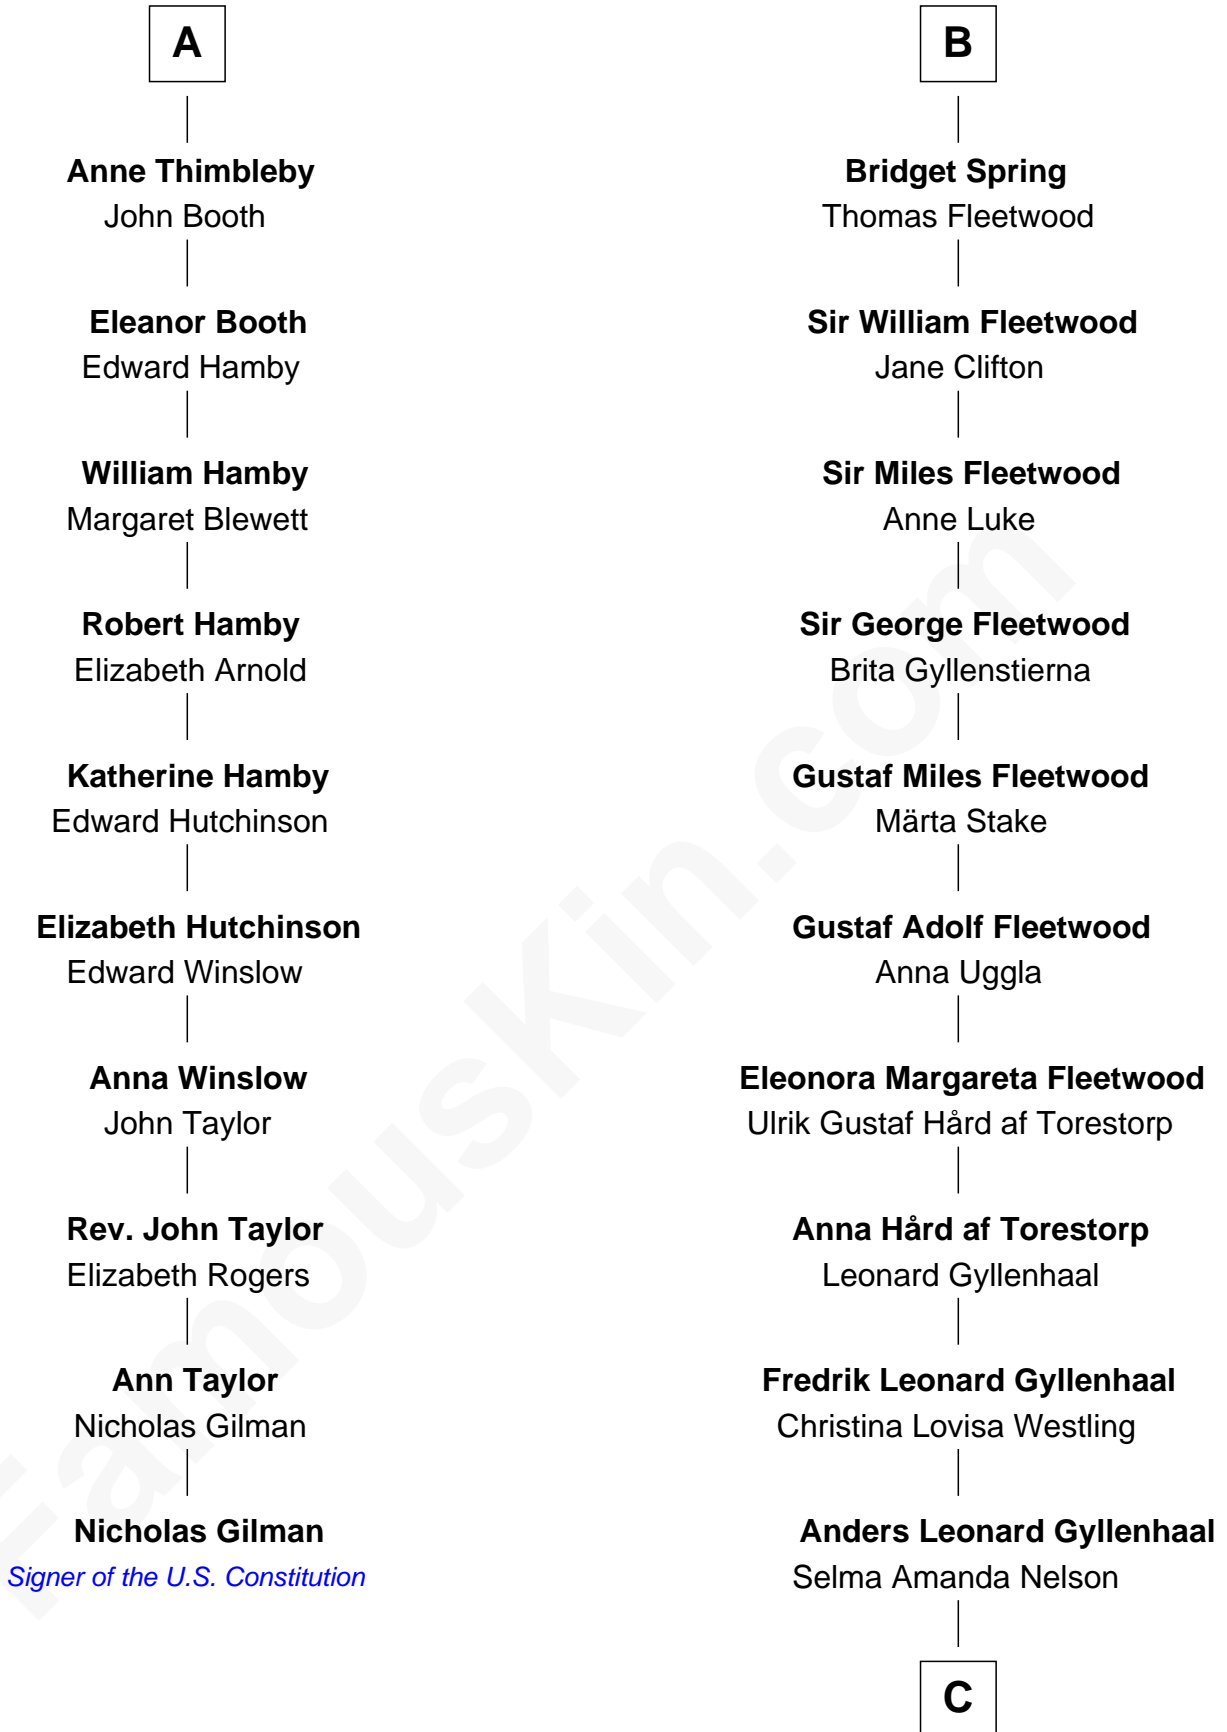 A
Anne Thimbleby
John Booth
Eleanor Booth
Edward Hamby
William Hamby
Margaret Blewett
Robert Hamby
Elizabeth Arnold
Katherine Hamby
Edward Hutchinson
Elizabeth Hutchinson
Edward Winslow
Anna Winslow
John Taylor
Rev. John Taylor
Elizabeth Rogers
Ann Taylor
Nicholas Gilman
Nicholas Gilman
Signer of the U.S. Constitution
B
Bridget Spring
Thomas Fleetwood
Sir William Fleetwood
Jane Clifton
Sir Miles Fleetwood
Anne Luke
Sir George Fleetwood
Brita Gyllenstierna
Gustaf Miles Fleetwood
Märta Stake
Gustaf Adolf Fleetwood
Anna Uggla
Eleonora Margareta Fleetwood
Ulrik Gustaf Hård af Torestorp
Anna Hård af Torestorp
Leonard Gyllenhaal
Fredrik Leonard Gyllenhaal
Christina Lovisa Westling
Anders Leonard Gyllenhaal
Selma Amanda Nelson
C
FamousKin.com